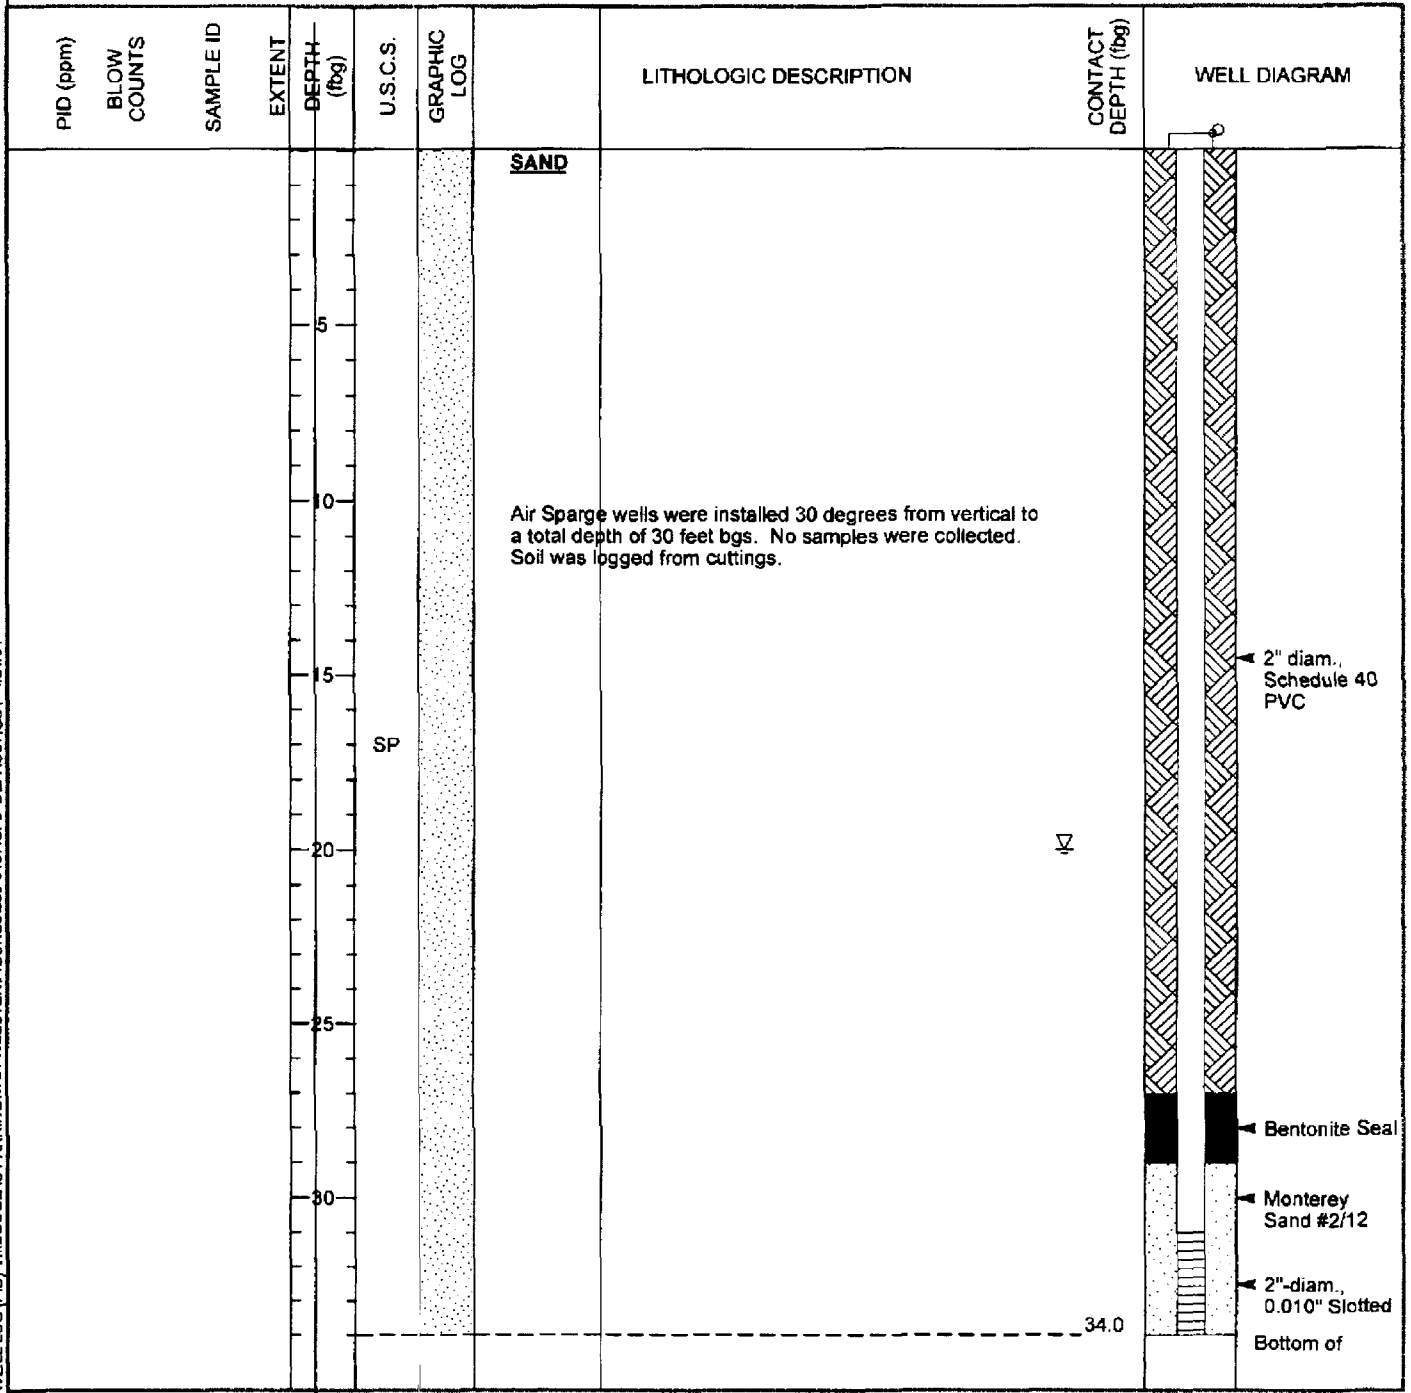 PID (ppm)
BLOW
COUNTS
SAMPLE ID
EXTENT
DEPTH
(fbg)
U.S.C.S.
GRAPHIC
LOG
LITHOLOGIC DESCRIPTION
CONTACT
DEPTH (fbg)
WELL DIAGRAM
SAND
5
10
Air Sparge wells were installed 30 degrees from vertical to
a total depth of 30 feet bgs. No samples were collected.
Soil was logged from cuttings.
2" diam.,
Schedule 40
PVC
15
SP
20
25
Bentonite Seal
30
Monterey
Sand #2/12
2"-diam.,
0.010" Slotted
34.0
Bottom of